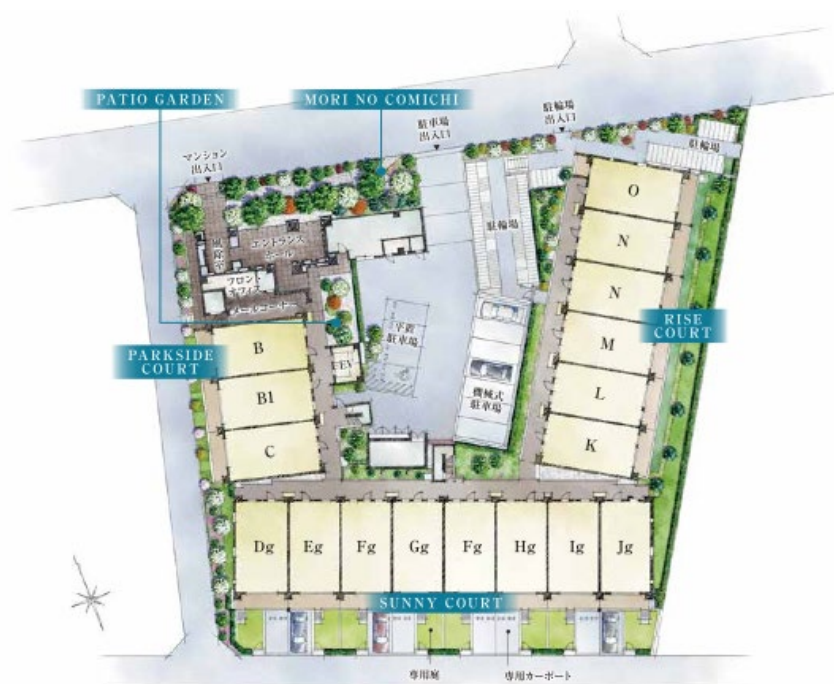 PATIO GARDEN
MORI NO COMICHI
駐車場
出入口
駐輪場
出入口
マンション
出入口
駐輪場
O
風除室
エントランス
ホール
駐輪場
N
フロント
オフィス
メールコーナー
N
RISE
COURT
平置
駐車場
B
M
PARKSIDE
COURT
EV
機械式
駐車場
B1
L
C
K
Dg
Eg
Fg
Gg
Fg
Hg
Ig
Jg
SUNNY COURT
専用庭
専用カーポート